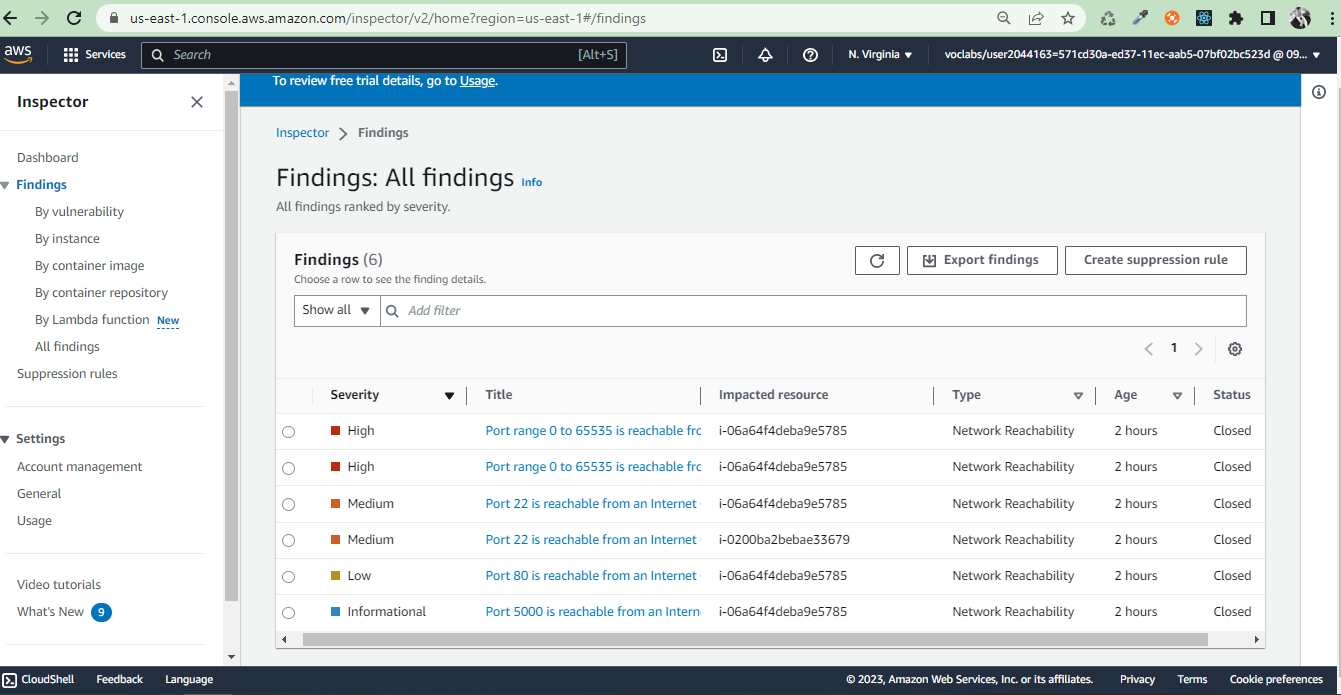 us-east-1.console.aws.amazon.com/inspector/v2/home?region=us-east-1#/findings
aws Services Search [Alt+S] N. Virginia voclabs/user2044163=571cd30a-ed37-11ec-aab5-07bf02bc523d @ 09...
Inspector
Dashboard
Findings
By vulnerability
By instance
By container image
By container repository
By Lambda function New
All findings
Suppression rules
Settings
Account management
General
Usage
Video tutorials
What's New 9
To review free trial details, go to Usage.
Inspector Findings
Findings: All findings Info
All findings ranked by severity.
Findings (6)
Choose a row to see the finding details.
Export findings
Create suppression rule
Show all Add filter
1
Severity Title Impacted resource Type Age Status
High Port range 0 to 65535 is reachable frc i-06a64f4deba9e5785 Network Reachability 2 hours Closed
High Port range 0 to 65535 is reachable frc i-06a64f4deba9e5785 Network Reachability 2 hours Closed
Medium Port 22 is reachable from an Internet i-06a64f4deba9e5785 Network Reachability 2 hours Closed
Medium Port 22 is reachable from an Internet i-0200ba2bebae33679 Network Reachability 2 hours Closed
Low Port 80 is reachable from an Internet i-06a64f4deba9e5785 Network Reachability 2 hours Closed
Informational Port 5000 is reachable from an Intern i-06a64f4deba9e5785 Network Reachability 2 hours Closed
CloudShell Feedback Language © 2023, Amazon Web Services, Inc. or its affiliates. Privacy Terms Cookie preferences